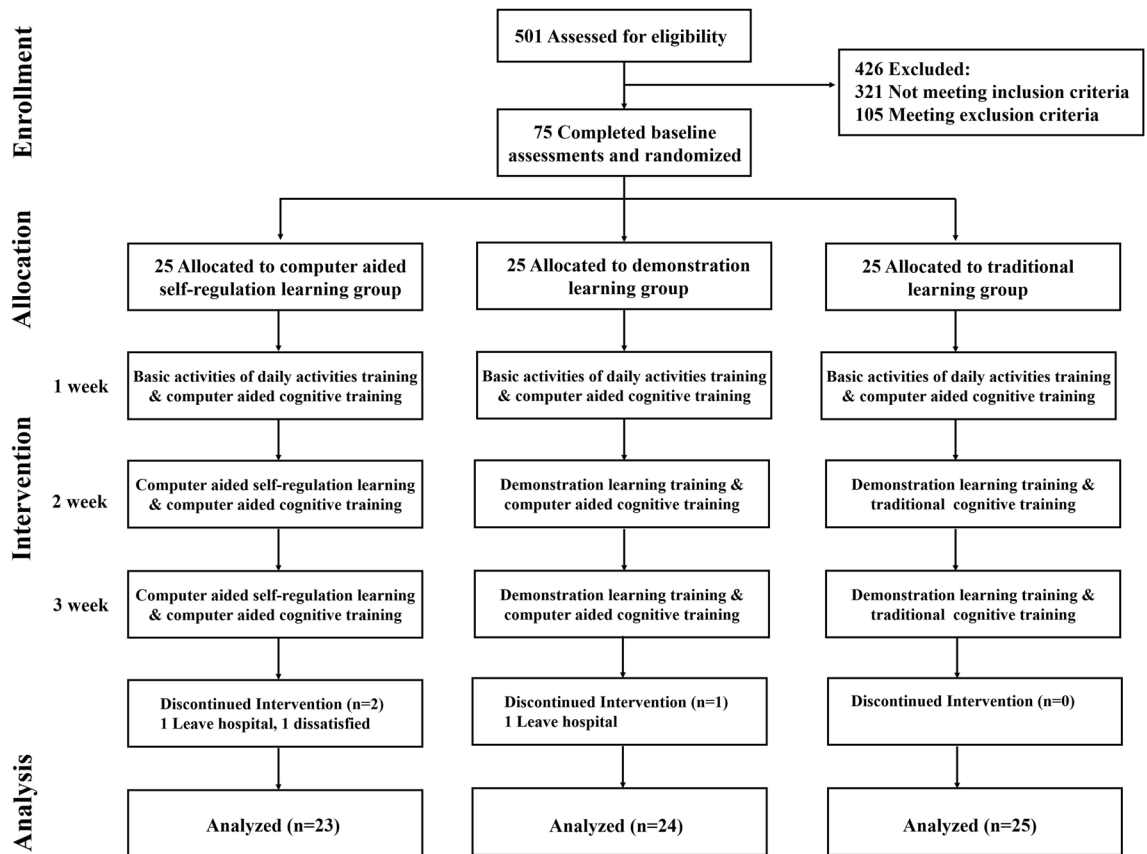 Enrollment
501 Assessed for eligibility
426 Excluded:
321 Not meeting inclusion criteria
105 Meeting exclusion criteria
75 Completed baseline
assessments and randomized
Allocation
25 Allocated to computer aided
self-regulation learning group
25 Allocated to demonstration
learning group
25 Allocated to traditional
learning group
Intervention
1 week
Basic activities of daily activities training
& computer aided cognitive training
Basic activities of daily activities training
& computer aided cognitive training
Basic activities of daily activities training
& computer aided cognitive training
2 week
Computer aided self-regulation learning
& computer aided cognitive training
Demonstration learning training &
computer aided cognitive training
Demonstration learning training &
traditional cognitive training
3 week
Computer aided self-regulation learning
& computer aided cognitive training
Demonstration learning training &
computer aided cognitive training
Demonstration learning training &
traditional cognitive training
Discontinued Intervention (n=2)
1 Leave hospital, 1 dissatisfied
Discontinued Intervention (n=1)
1 Leave hospital
Discontinued Intervention (n=0)
Analysis
Analyzed (n=23)
Analyzed (n=24)
Analyzed (n=25)